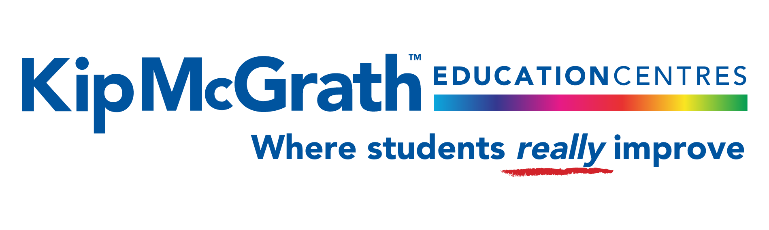 KipMcGrath™ EDUCATIONCENTRES
Where students really improve